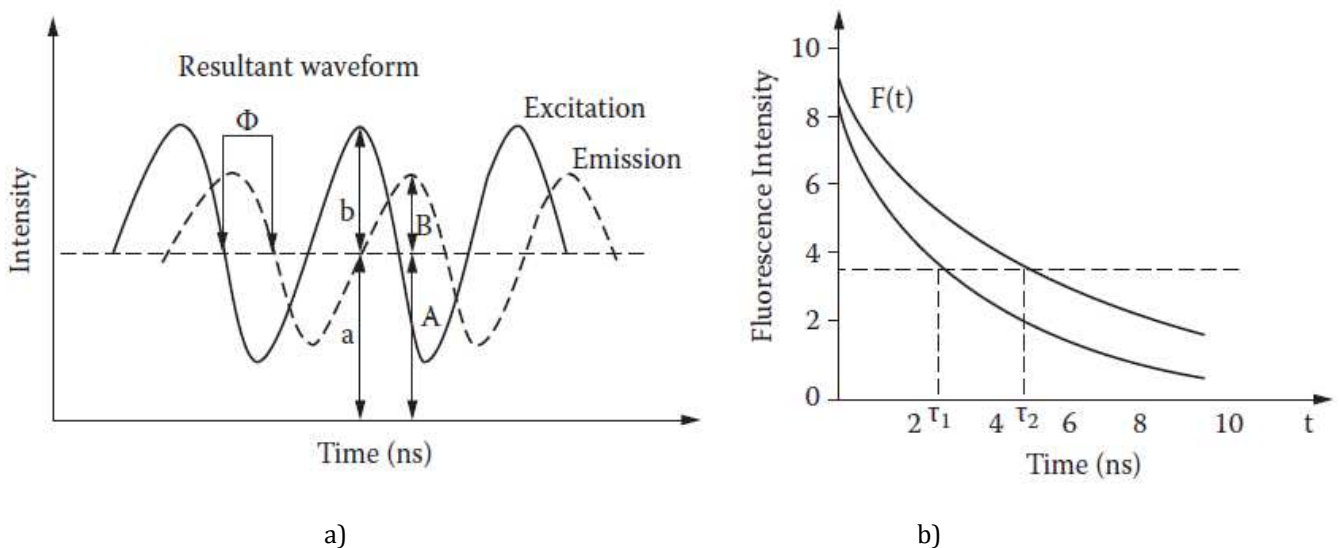 Resultant waveform
Φ
Excitation
Emission
b
B
a
A
Intensity
Time (ns)
a)
10
8
6
4
2
0
F(t)
Fluorescence Intensity
2 τ1 4 τ2 6 8 10 t
Time (ns)
b)